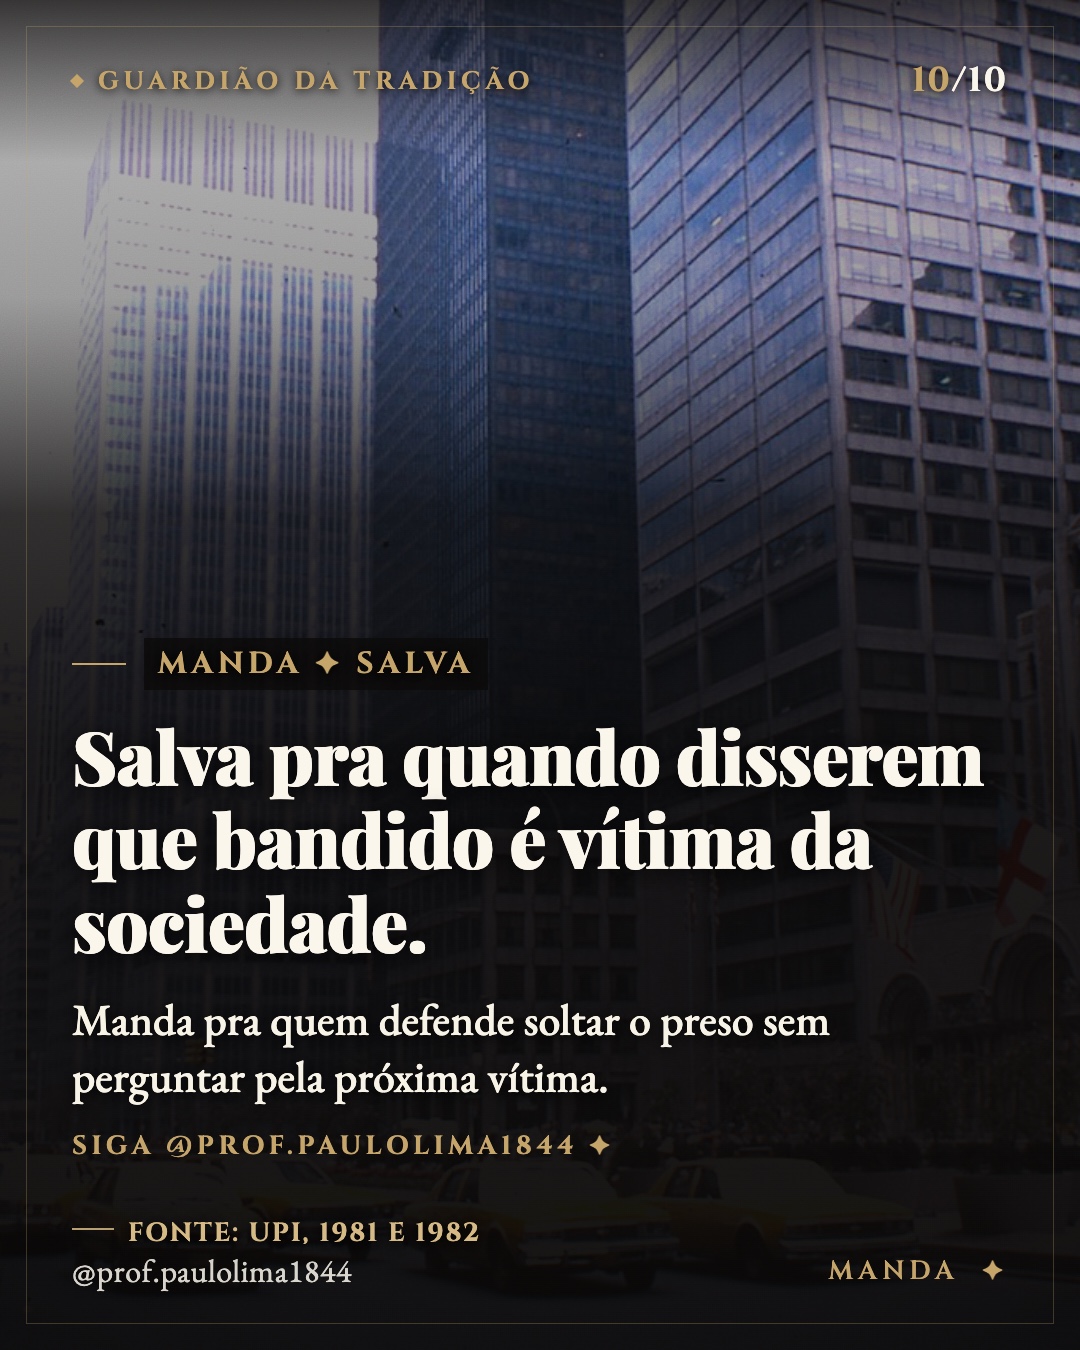 ◆ GUARDIÃO DA TRADIÇÃO
10/10
MANDA ✦ SALVA
Salva pra quando disserem
que bandido é vítima da
sociedade.
Manda pra quem defende soltar o preso sem
perguntar pela próxima vítima.
SIGA @PROF.PAULOLIMA1844 ✦
FONTE: UPI, 1981 E 1982
@prof.paulolima1844
MANDA ✦